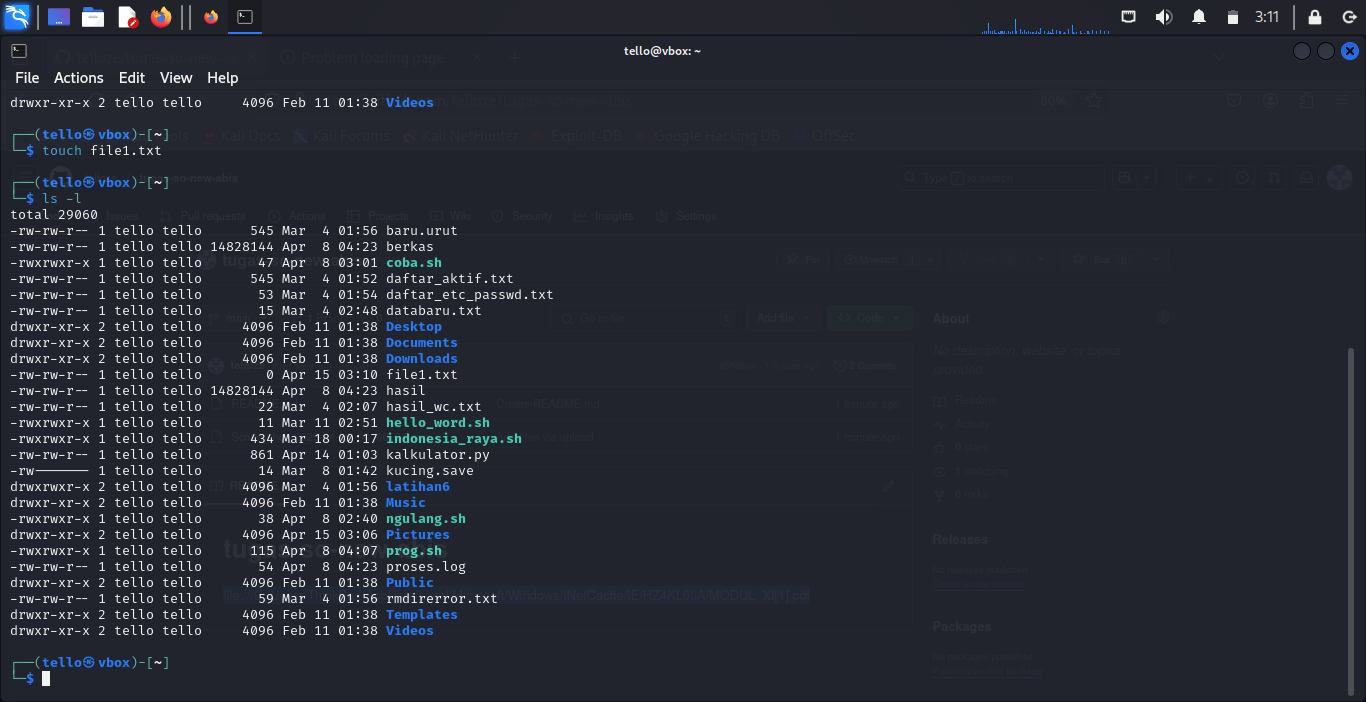 3:11
tello@vbox: ~
File Actions Edit View Help
drwxr-xr-x 2 tello tello     4096 Feb 11 01:38 Videos
┌──(tello㉿vbox)-[~]
└─$ touch file1.txt
┌──(tello㉿vbox)-[~]
└─$ ls -l
total 29060
-rw-rw-r-- 1 tello tello      545 Mar  4 01:56 baru.urut
-rw-rw-r-- 1 tello tello 14828144 Apr  8 04:23 berkas
-rwxrwxr-x 1 tello tello       47 Apr  8 03:01 coba.sh
-rw-rw-r-- 1 tello tello      545 Mar  4 01:52 daftar_aktif.txt
-rw-rw-r-- 1 tello tello       53 Mar  4 01:54 daftar_etc_passwd.txt
-rw-rw-r-- 1 tello tello       15 Mar  4 02:48 databaru.txt
drwxr-xr-x 2 tello tello     4096 Feb 11 01:38 Desktop
drwxr-xr-x 2 tello tello     4096 Feb 11 01:38 Documents
drwxr-xr-x 2 tello tello     4096 Feb 11 01:38 Downloads
-rw-rw-r-- 1 tello tello        0 Apr 15 03:10 file1.txt
-rw-rw-r-- 1 tello tello 14828144 Apr  8 04:23 hasil
-rw-rw-r-- 1 tello tello       22 Mar  4 02:07 hasil_wc.txt
-rwxrwxr-x 1 tello tello       11 Mar 11 02:51 hello_word.sh
-rwxrwxr-x 1 tello tello      434 Mar 18 00:17 indonesia_raya.sh
-rw-rw-r-- 1 tello tello      861 Apr 14 01:03 kalkulator.py
-rw------- 1 tello tello       14 Mar  8 01:42 kucing.save
drwxrwxr-x 2 tello tello     4096 Mar  4 01:56 latihan6
drwxr-xr-x 2 tello tello     4096 Feb 11 01:38 Music
-rwxrwxr-x 1 tello tello       38 Apr  8 02:40 ngulang.sh
drwxr-xr-x 2 tello tello     4096 Apr 15 03:06 Pictures
-rwxrwxr-x 1 tello tello      115 Apr  8 04:07 prog.sh
-rw-rw-r-- 1 tello tello       54 Apr  8 04:23 proses.log
drwxr-xr-x 2 tello tello     4096 Feb 11 01:38 Public
-rw-rw-r-- 1 tello tello       59 Mar  4 01:56 rmdirerror.txt
drwxr-xr-x 2 tello tello     4096 Feb 11 01:38 Templates
drwxr-xr-x 2 tello tello     4096 Feb 11 01:38 Videos
┌──(tello㉿vbox)-[~]
└─$